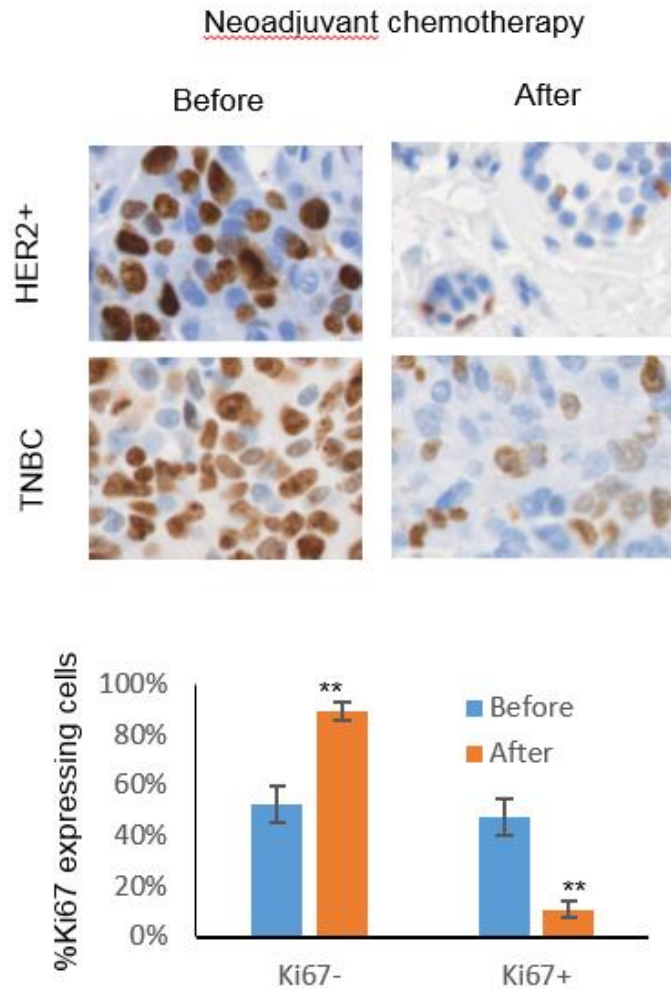 Neoadjuvant chemotherapy
Before After
HER2+
TNBC
%Ki67 expressing cells
100%
80%
60%
40%
20%
0%
**
**
Before
After
Ki67- Ki67+